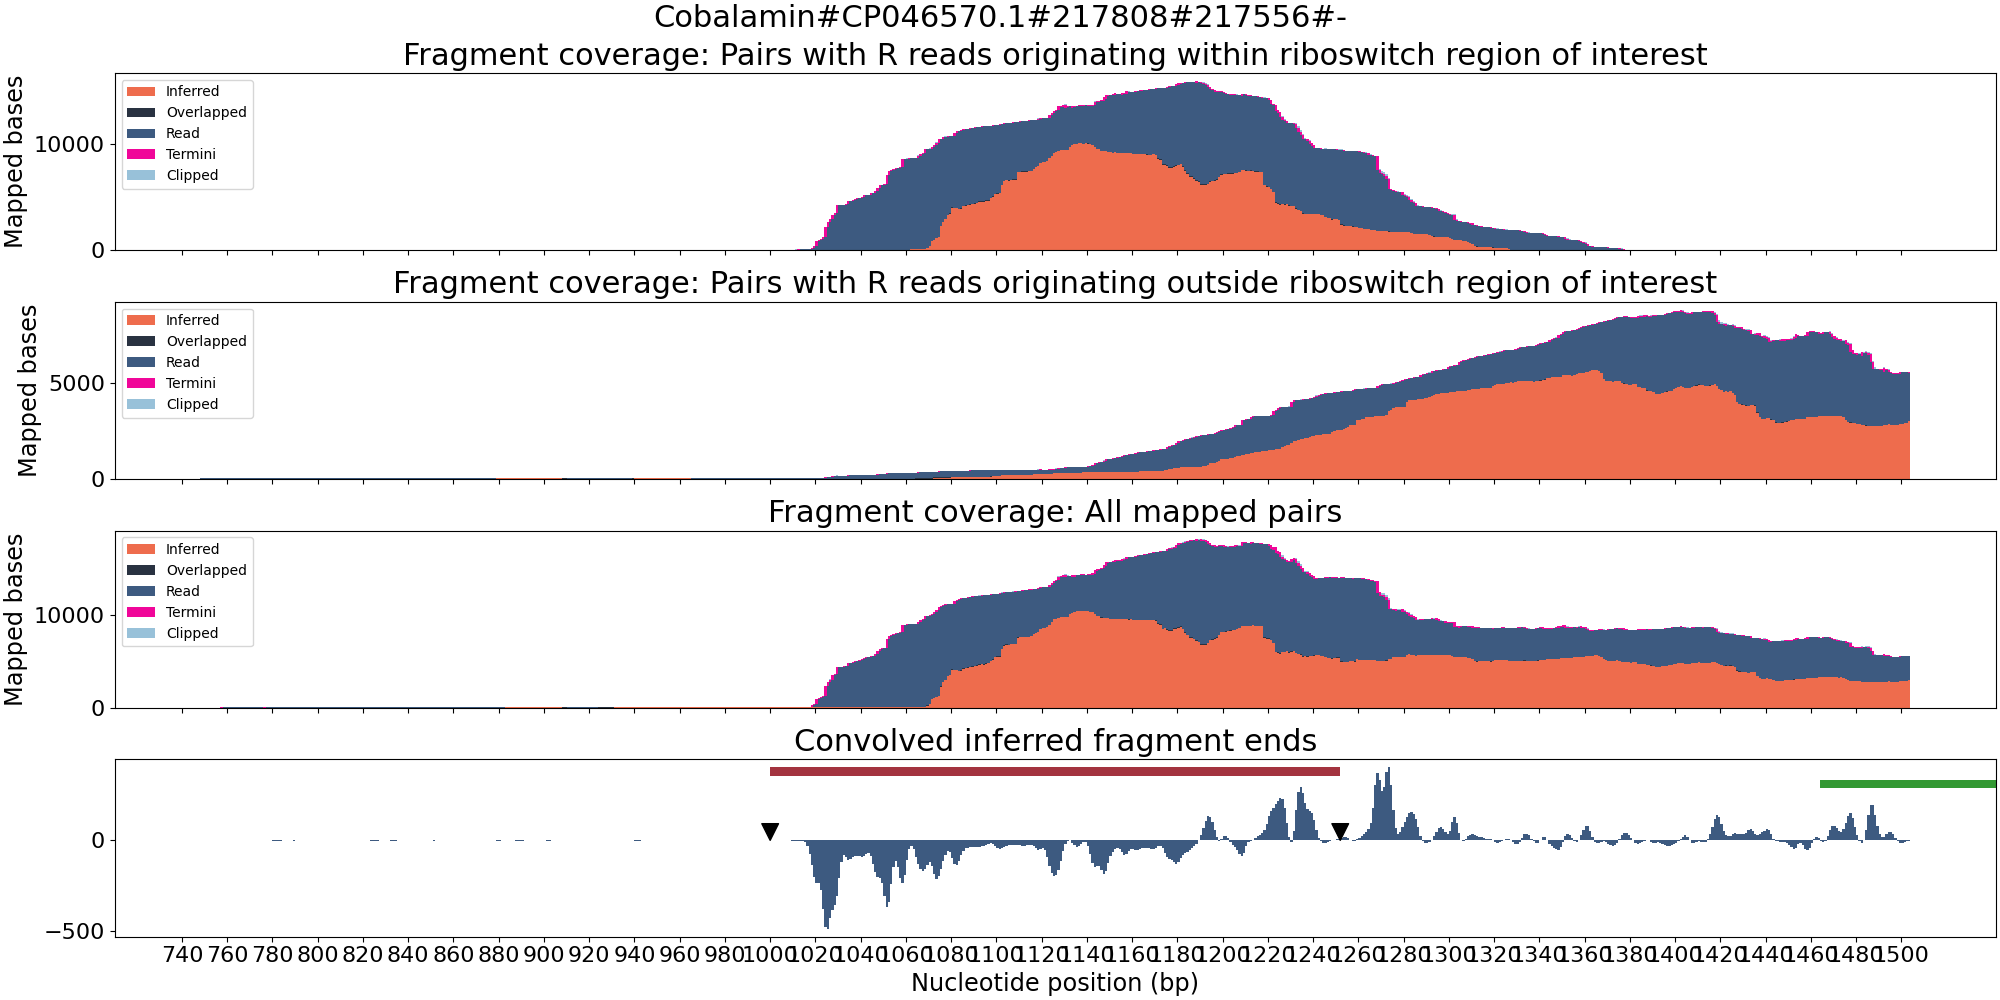 Cobalamin#CP046570.1#217808#217556#-
Fragment coverage: Pairs with R reads originating within riboswitch region of interest
Mapped bases
10000
0
Inferred
Overlapped
Read
Termini
Clipped
Fragment coverage: Pairs with R reads originating outside riboswitch region of interest
Mapped bases
5000
0
Inferred
Overlapped
Read
Termini
Clipped
Fragment coverage: All mapped pairs
Mapped bases
10000
0
Inferred
Overlapped
Read
Termini
Clipped
Convolved inferred fragment ends
0
−500
740 760 780 800 820 840 860 880 900 920 940 960 980 1000 1020 1040 1060 1080 1100 1120 1140 1160 1180 1200 1220 1240 1260 1280 1300 1320 1340 1360 1380 1400 1420 1440 1460 1480 1500
Nucleotide position (bp)